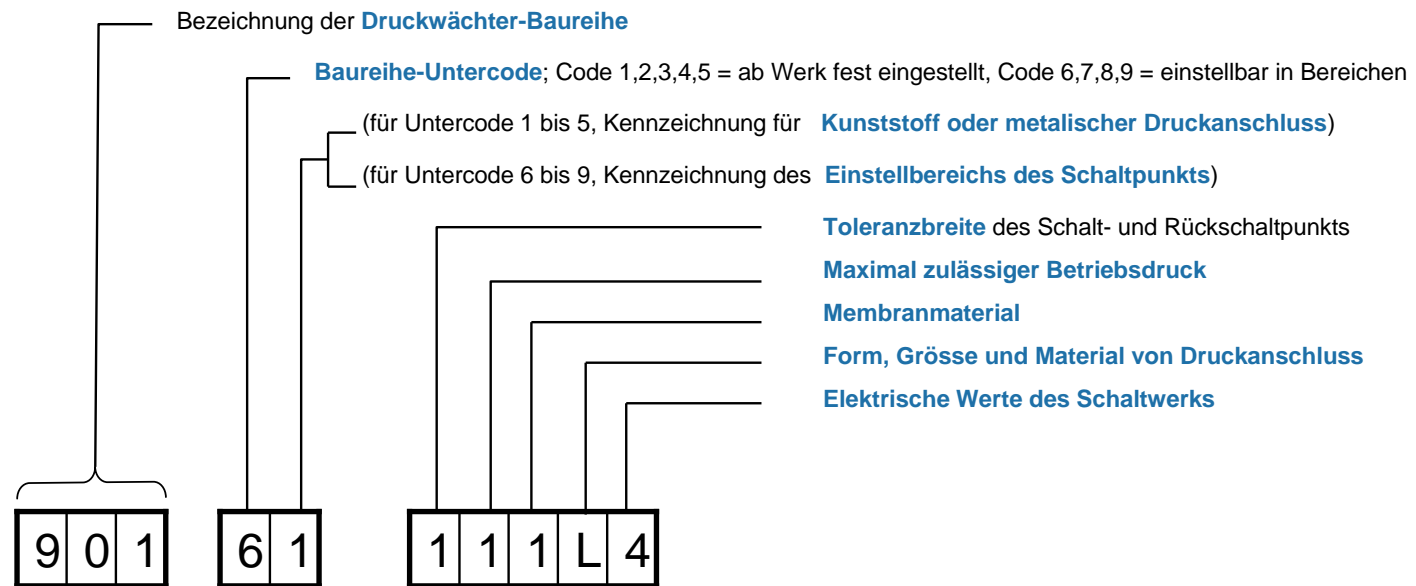 Bezeichnung der Druckwächter-Baureihe
Baureihe-Untercode; Code 1,2,3,4,5 = ab Werk fest eingestellt, Code 6,7,8,9 = einstellbar in Bereichen
(für Untercode 1 bis 5, Kennzeichnung für Kunststoff oder metalischer Druckanschluss)
(für Untercode 6 bis 9, Kennzeichnung des Einstellbereichs des Schaltpunkts)
Toleranzbreite des Schalt- und Rückschaltpunkts
Maximal zulässiger Betriebsdruck
Membranmaterial
Form, Grösse und Material von Druckanschluss
Elektrische Werte des Schaltwerks
9 0 1 6 1 1 1 1 L 4